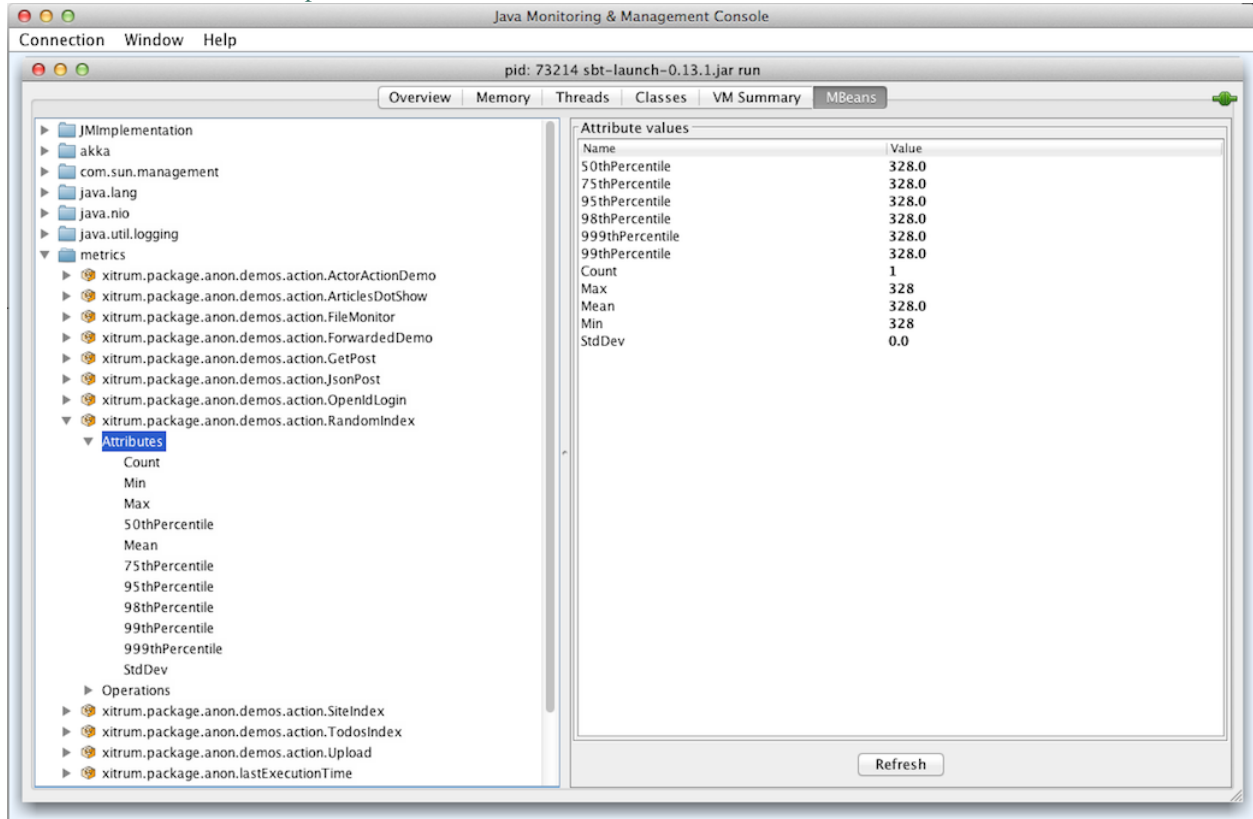 Java Monitoring & Management Console
Connection Window Help
pid: 73214 sbt-launch-0.13.1.jar run
Overview Memory Threads Classes VM Summary MBeans
JMImplementation
akka
com.sun.management
java.lang
java.nio
java.util.logging
metrics
xitrum.package.anon.demos.action.ActorActionDemo
xitrum.package.anon.demos.action.ArticlesDotShow
xitrum.package.anon.demos.action.FileMonitor
xitrum.package.anon.demos.action.ForwardedDemo
xitrum.package.anon.demos.action.GetPost
xitrum.package.anon.demos.action.JsonPost
xitrum.package.anon.demos.action.OpenIdLogin
xitrum.package.anon.demos.action.RandomIndex
Attributes
Count
Min
Max
50thPercentile
Mean
75thPercentile
95thPercentile
98thPercentile
99thPercentile
999thPercentile
StdDev
Operations
xitrum.package.anon.demos.action.SiteIndex
xitrum.package.anon.demos.action.TodosIndex
xitrum.package.anon.demos.action.Upload
xitrum.package.anon.lastExecutionTime
Attribute values
Name Value
50thPercentile 328.0
75thPercentile 328.0
95thPercentile 328.0
98thPercentile 328.0
999thPercentile 328.0
99thPercentile 328.0
Count 1
Max 328
Mean 328.0
Min 328
StdDev 0.0
Refresh